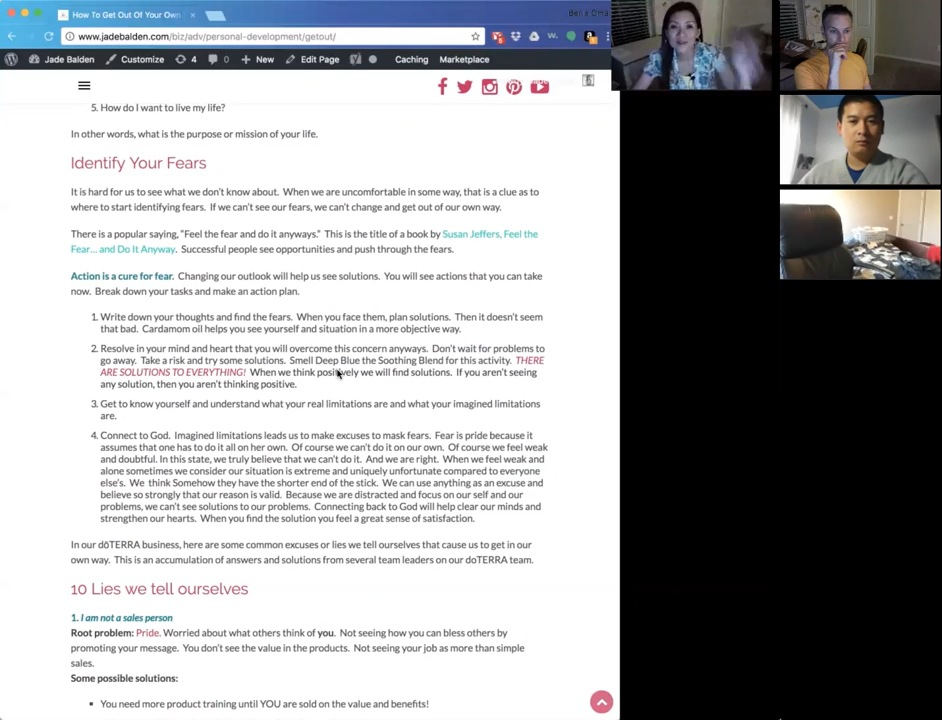 How To Get Out Of Your Own
www.jadebalden.com/biz/adv/personal-development/getout/
Jade Balden Customize 4 0 New Edit Page Caching Marketplace
5. How do I want to live my life?
In other words, what is the purpose or mission of your life.
Identify Your Fears
It is hard for us to see what we don't know about. When we are uncomfortable in some way, that is a clue as to
where to start identifying fears. If we can't see our fears, we can't change and get out of our own way.
There is a popular saying, "Feel the fear and do it anyways." This is the title of a book by Susan Jeffers, Feel the
Fear... and Do It Anyway. Successful people see opportunities and push through the fears.
Action is a cure for fear. Changing our outlook will help us see solutions. You will see actions that you can take
now. Break down your tasks and make an action plan.
1. Write down your thoughts and find the fears. When you face them, plan solutions. Then it doesn't seem
that bad. Cardamom oil helps you see yourself and situation in a more objective way.
2. Resolve in your mind and heart that you will overcome this concern anyways. Don't wait for problems to
go away. Take a risk and try some solutions. Smell Deep Blue the Soothing Blend for this activity. THERE
ARE SOLUTIONS TO EVERYTHING! When we think positively we will find solutions. If you aren't seeing
any solution, then you aren't thinking positive.
3. Get to know yourself and understand what your real limitations are and what your imagined limitations
are.
4. Connect to God. Imagined limitations leads us to make excuses to mask fears. Fear is pride because it
assumes that one has to do it all on her own. Of course we can't do it on our own. Of course we feel weak
and doubtful. In this state, we truly believe that we can't do it. And we are right. When we feel weak and
alone sometimes we consider our situation is extreme and uniquely unfortunate compared to everyone
else's. We think Somehow they have the shorter end of the stick. We can use anything as an excuse and
believe so strongly that our reason is valid. Because we are distracted and focus on our self and our
problems, we can't see solutions to our problems. Connecting back to God will help clear our minds and
strengthen our hearts. When you find the solution you feel a great sense of satisfaction.
In our dōTERRA business, here are some common excuses or lies we tell ourselves that cause us to get in our
own way. This is an accumulation of answers and solutions from several team leaders on our doTERRA team.
10 Lies we tell ourselves
1. I am not a sales person
Root problem: Pride. Worried about what others think of you. Not seeing how you can bless others by
promoting your message. You don't see the value in the products. Not seeing your job as more than simple
sales.
Some possible solutions:
You need more product training until YOU are sold on the value and benefits!